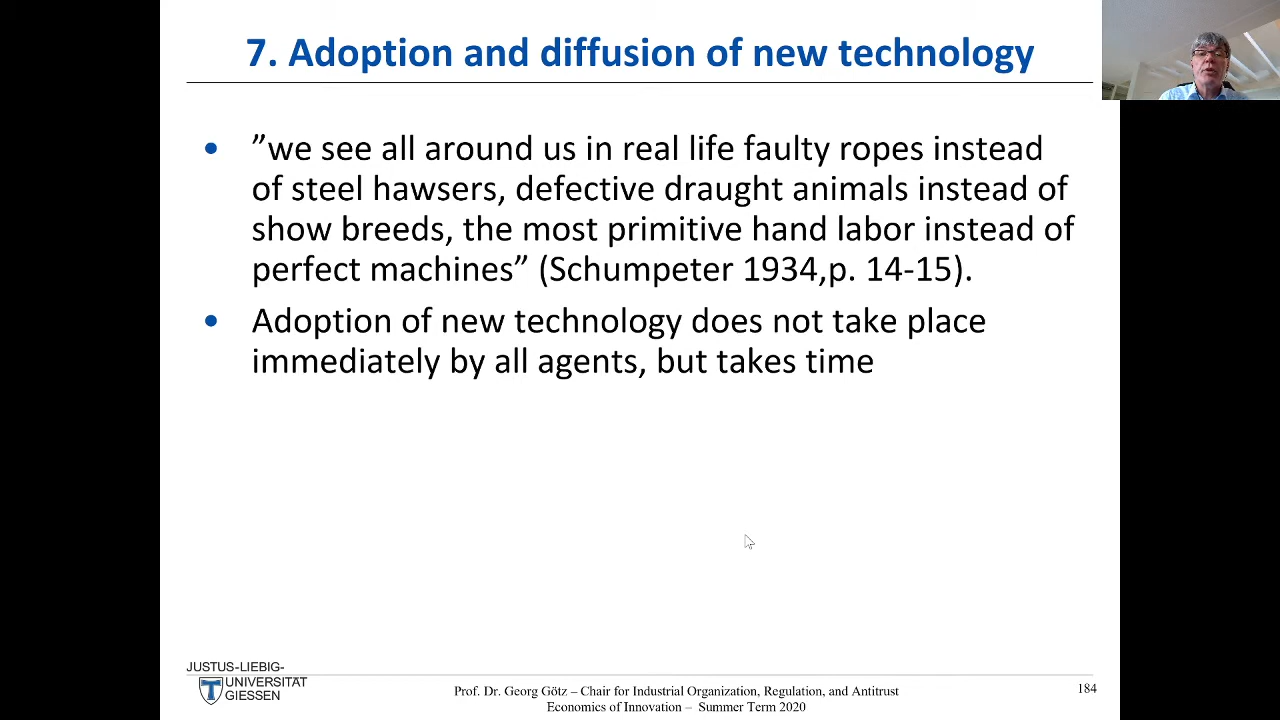 7. Adoption and diffusion of new technology
• ”we see all around us in real life faulty ropes instead
of steel hawsers, defective draught animals instead of
show breeds, the most primitive hand labor instead of
perfect machines” (Schumpeter 1934,p. 14-15).
• Adoption of new technology does not take place
immediately by all agents, but takes time
JUSTUS-LIEBIG-
UNIVERSITÄT
GIESSEN
Prof. Dr. Georg Götz – Chair for Industrial Organization, Regulation, and Antitrust
Economics of Innovation – Summer Term 2020
184